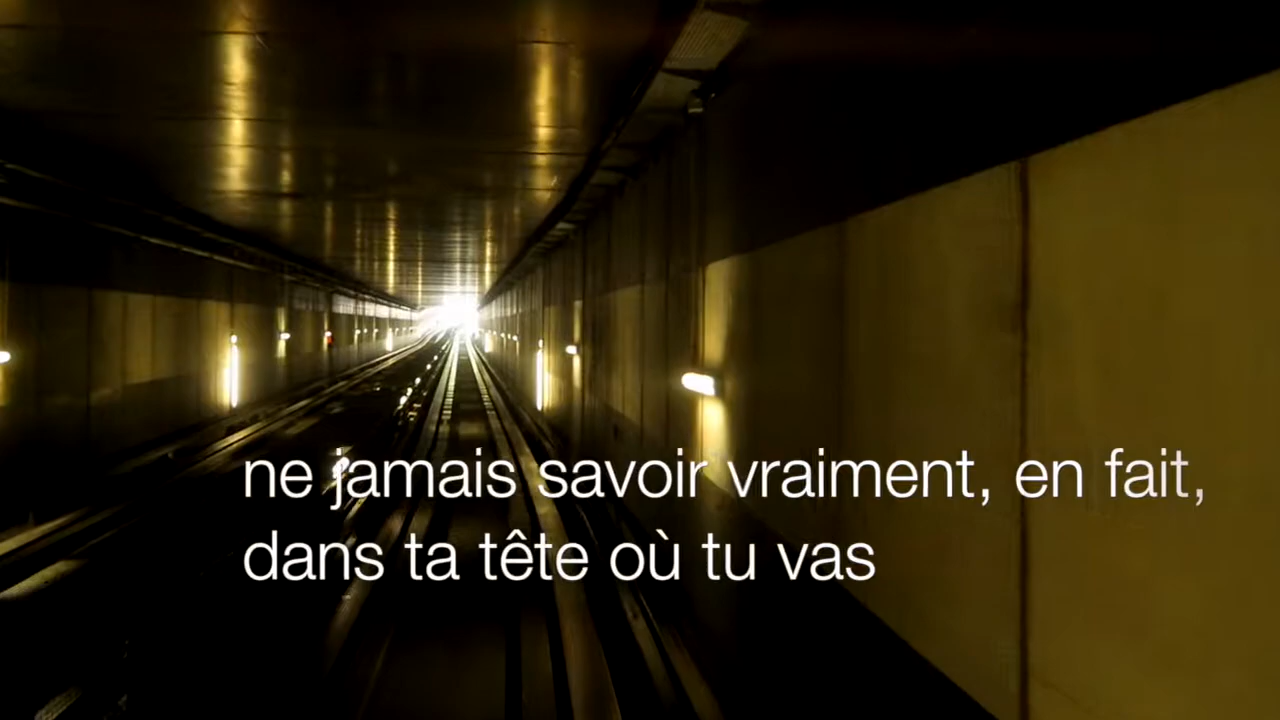 ne jamais savoir vraiment, en fait,
dans ta tête où tu vas